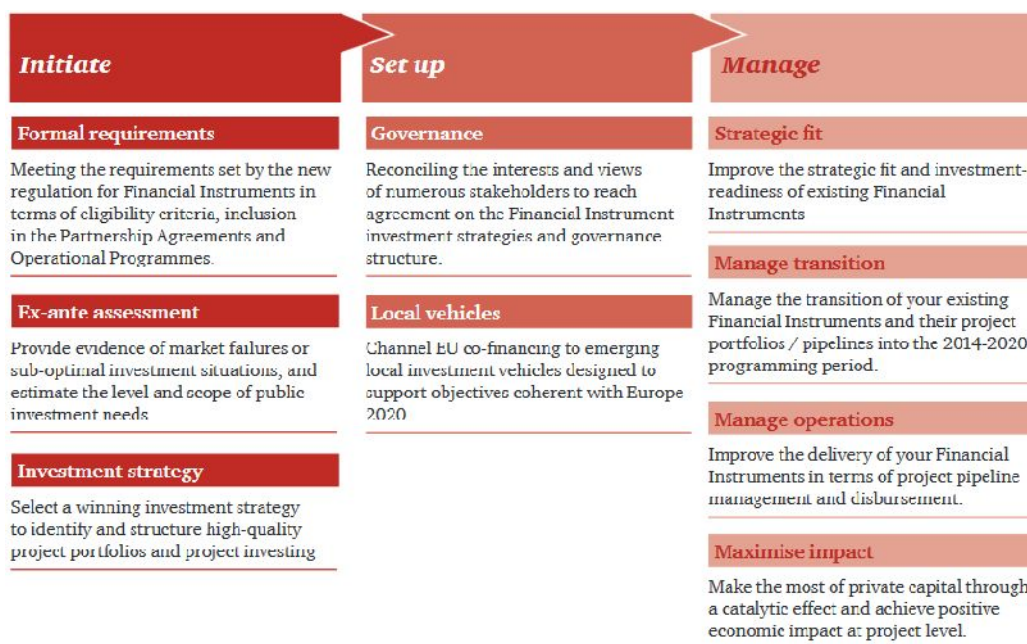 Initiate
Formal requirements
Meeting the requirements set by the new
regulation for Financial Instruments in
terms of eligibility criteria, inclusion
in the Partnership Agreements and
Operational Programmes.
Ex-ante assessment
Provide evidence of market failures or
sub-optimal investment situations, and
estimate the level and scope of public
investment needs
Investment strategy
Select a winning investment strategy
to identify and structure high-quality
project portfolios and project investing
Set up
Governance
Reconciling the interests and views
of numerous stakeholders to reach
agreement on the Financial Instrument
investment strategies and governance
structure.
Local vehicles
Channel EU co-financing to emerging
local investment vehicles designed to
support objectives coherent with Europe
2020
Manage
Strategic fit
Improve the strategic fit and investment-
readiness of existing Financial
Instruments
Manage transition
Manage the transition of your existing
Financial Instruments and their project
portfolios / pipelines into the 2014-2020
programming period.
Manage operations
Improve the delivery of your Financial
Instruments in terms of project pipeline
management and disbursement.
Maximise impact
Make the most of private capital through
a catalytic effect and achieve positive
economic impact at project level.